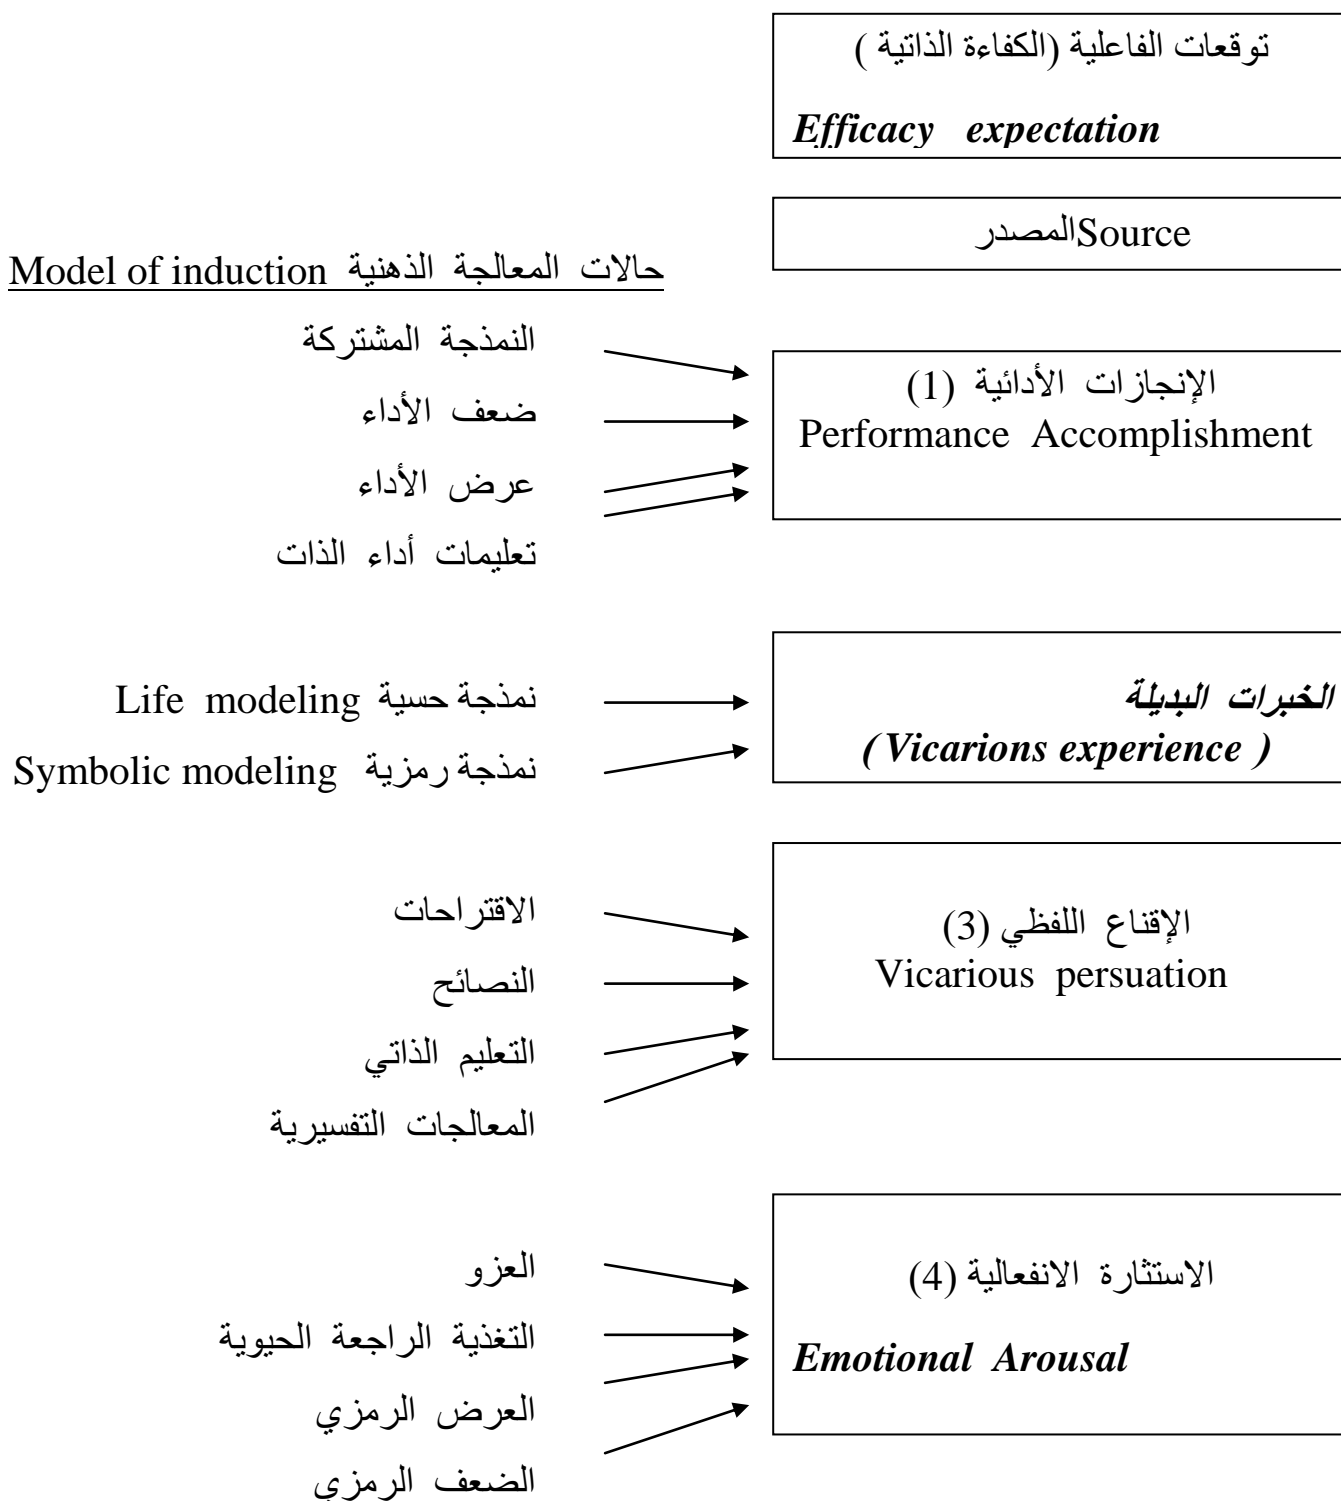 توقعات الفاعلية (الكفاءة الذاتية )
Efficacy expectation
المصدرSource
حالات المعالجة الذهنية Model of induction
الإنجازات الأدائية (1)
Performance Accomplishment
النمذجة المشتركة
ضعف الأداء
عرض الأداء
تعليمات أداء الذات
الخبرات البديلة
(Vicarions experience )
نمذجة حسية Life modeling
نمذجة رمزية Symbolic modeling
الإقناع اللفظي (3)
Vicarious persuation
الاقتراحات
النصائح
التعليم الذاتي
المعالجات التفسيرية
الاستثارة الانفعالية (4)
Emotional Arousal
العزو
التغذية الراجعة الحيوية
العرض الرمزي
الضعف الرمزي